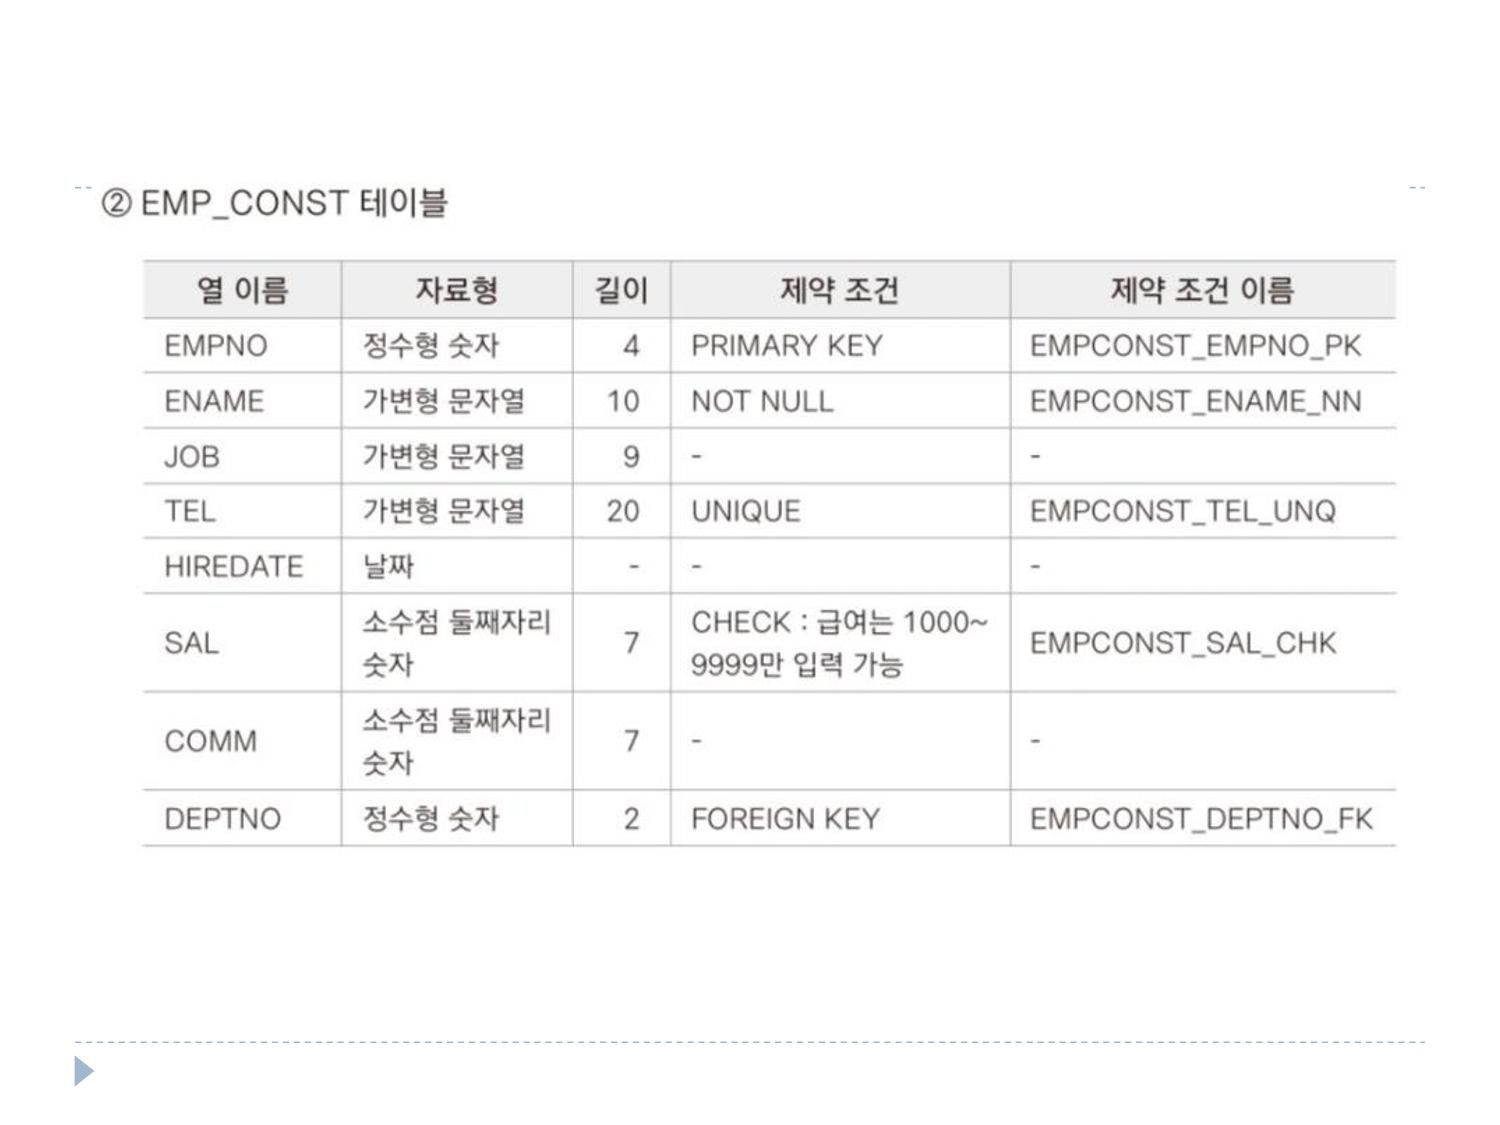 ② EMP_CONST 테이블
열 이름 자료형 길이 제약 조건 제약 조건 이름
EMPNO 정수형 숫자 4 PRIMARY KEY EMPCONST_EMPNO_PK
ENAME 가변형 문자열 10 NOT NULL EMPCONST_ENAME_NN
JOB 가변형 문자열 9 - -
TEL 가변형 문자열 20 UNIQUE EMPCONST_TEL_UNQ
HIREDATE 날짜 - - -
SAL 소수점 둘째자리 숫자 7 CHECK : 급여는 1000~9999만 입력 가능 EMPCONST_SAL_CHK
COMM 소수점 둘째자리 숫자 7 - -
DEPTNO 정수형 숫자 2 FOREIGN KEY EMPCONST_DEPTNO_FK